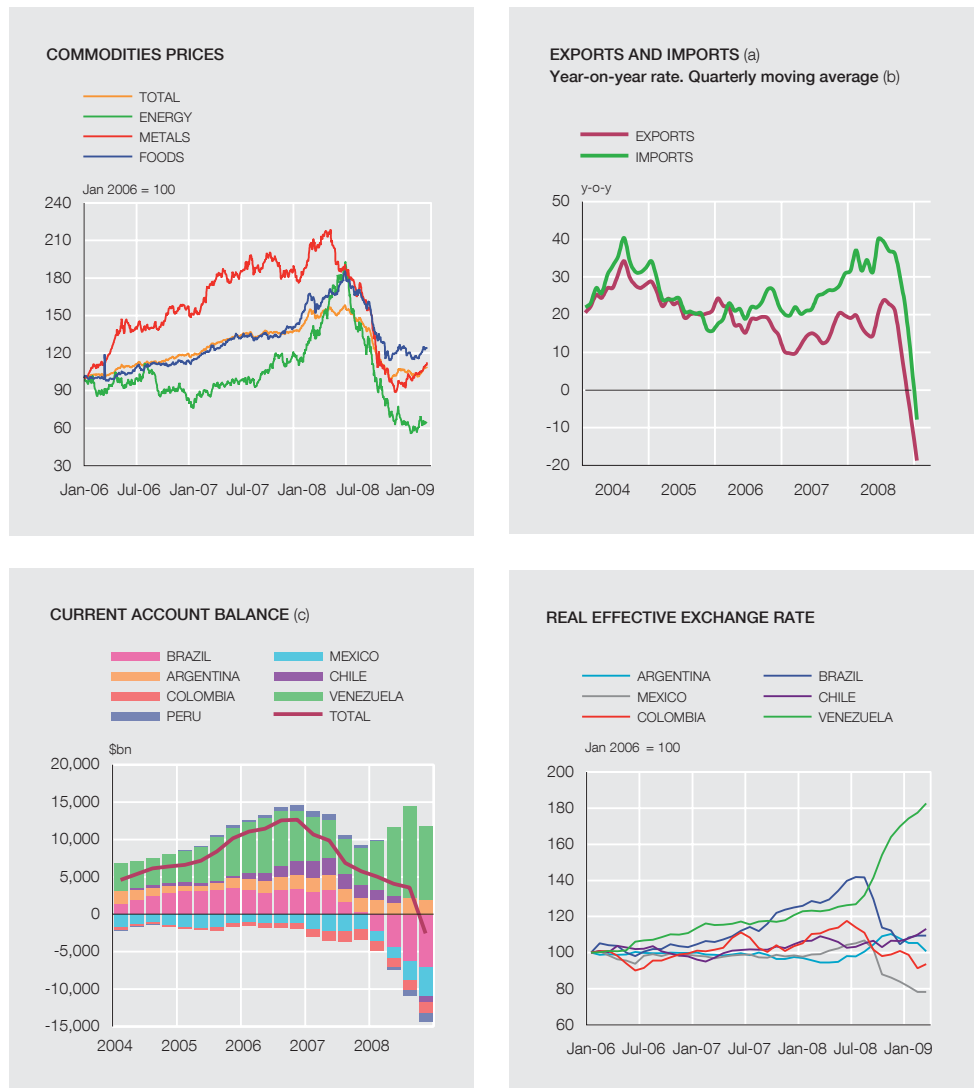 COMMODITIES PRICES
TOTAL
ENERGY
METALS
FOODS
Jan 2006 = 100
240
210
180
150
120
90
60
30
Jan-06 Jul-06 Jan-07 Jul-07 Jan-08 Jul-08 Jan-09
EXPORTS AND IMPORTS (a)
Year-on-year rate. Quarterly moving average (b)
EXPORTS
IMPORTS
y-o-y
50
40
30
20
10
0
-10
-20
2004 2005 2006 2007 2008
CURRENT ACCOUNT BALANCE (c)
BRAZIL MEXICO
ARGENTINA CHILE
COLOMBIA VENEZUELA
PERU TOTAL
$bn
20,000
15,000
10,000
5,000
0
-5,000
-10,000
-15,000
2004 2005 2006 2007 2008
REAL EFFECTIVE EXCHANGE RATE
ARGENTINA BRAZIL
MEXICO CHILE
COLOMBIA VENEZUELA
Jan 2006 = 100
200
180
160
140
120
100
80
60
Jan-06 Jul-06 Jan-07 Jul-07 Jan-08 Jul-08 Jan-09